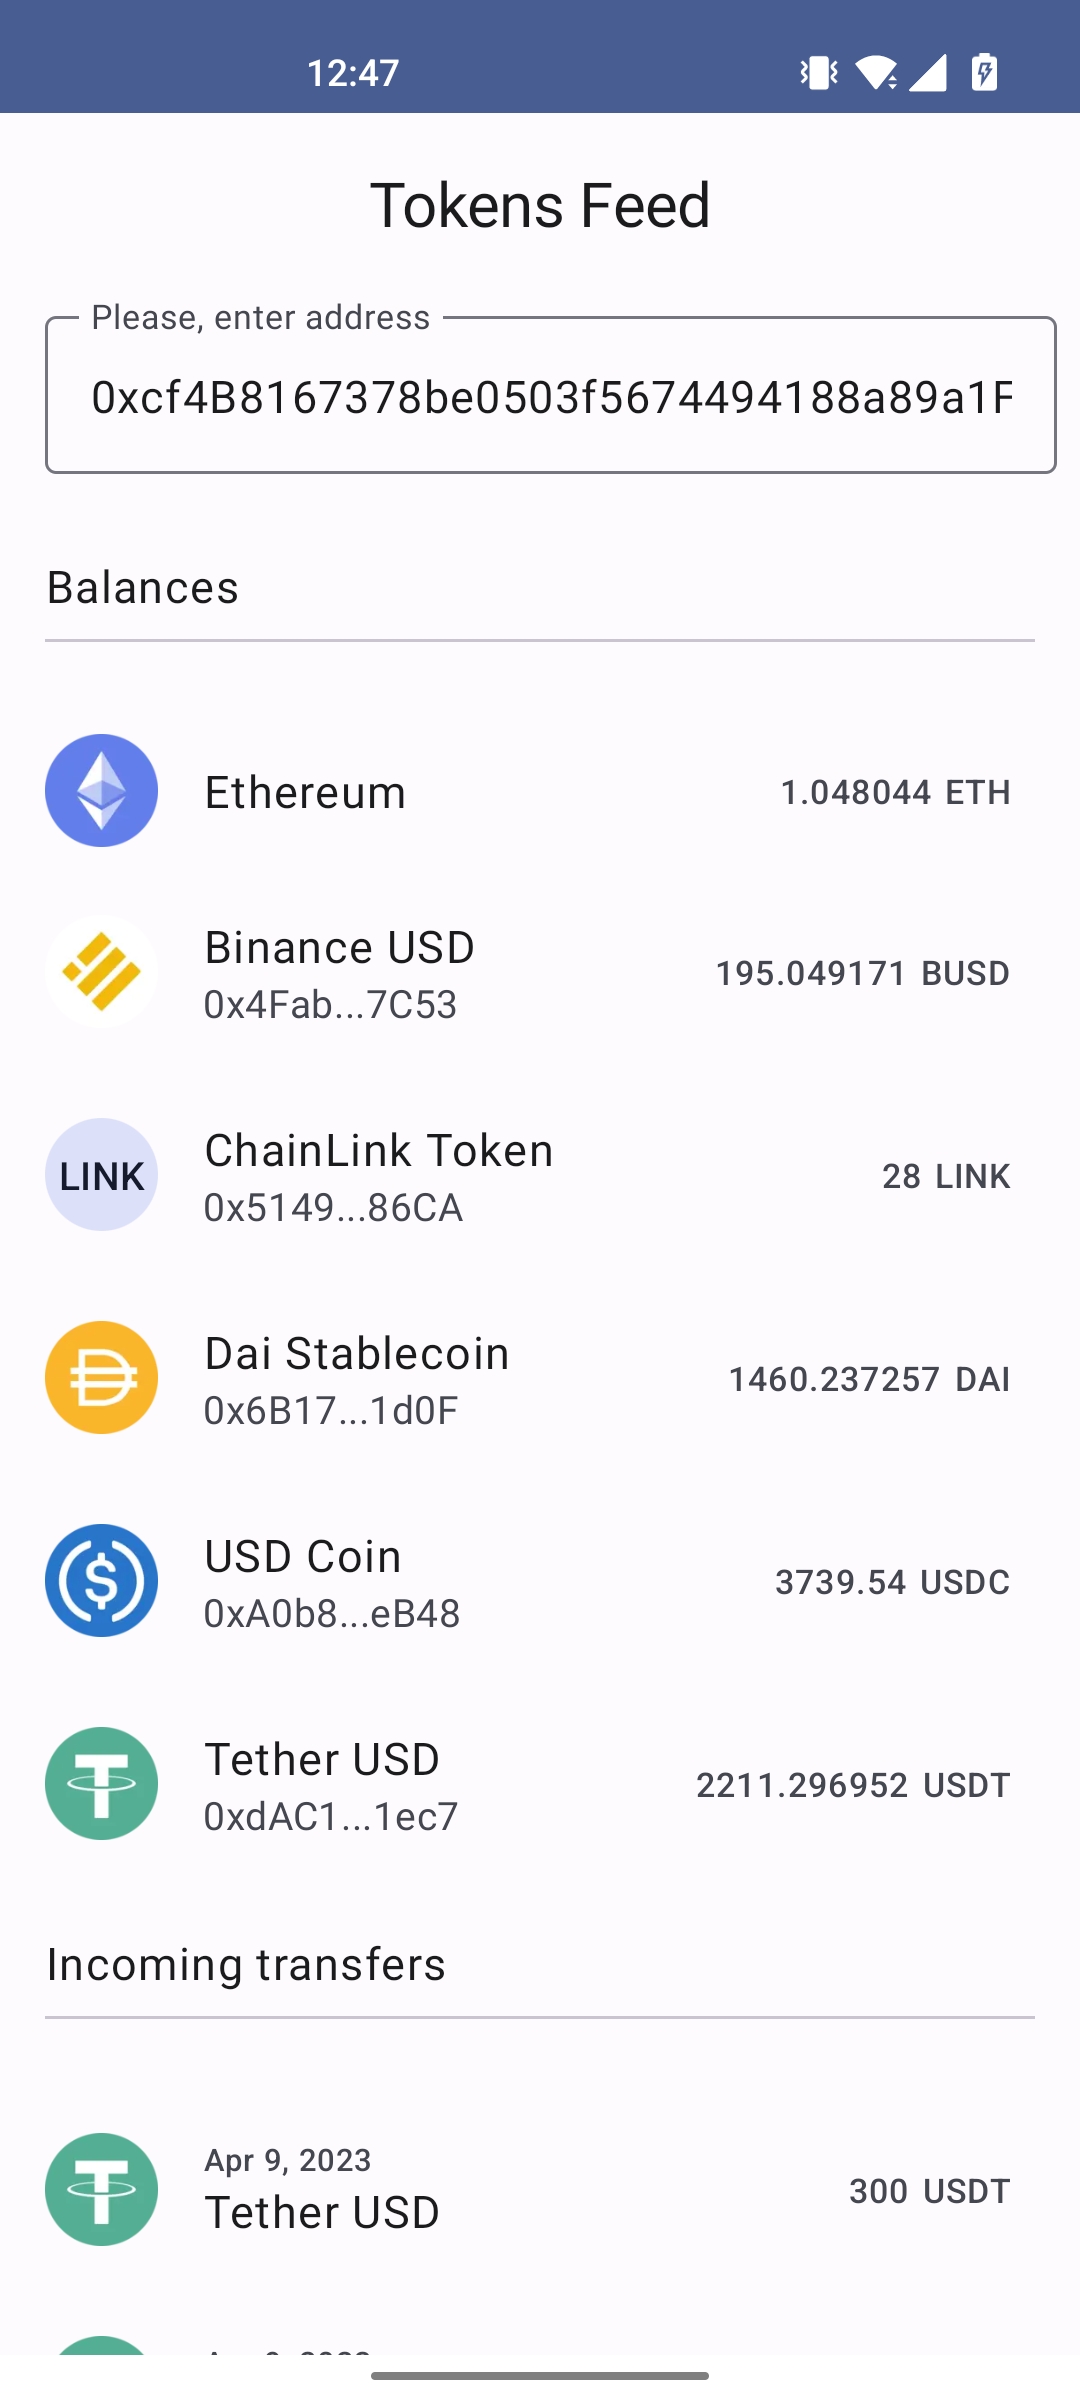 12:47
Tokens Feed
Please, enter address
0xcf4B8167378be0503f5674494188a89a1F
Balances
Ethereum
1.048044 ETH
Binance USD
195.049171 BUSD
0x4Fab...7C53
LINK
ChainLink Token
28 LINK
0x5149...86CA
Dai Stablecoin
1460.237257 DAI
0x6B17...1d0F
USD Coin
3739.54 USDC
0xA0b8...eB48
Tether USD
2211.296952 USDT
0xdAC1...1ec7
Incoming transfers
Apr 9, 2023
Tether USD
300 USDT